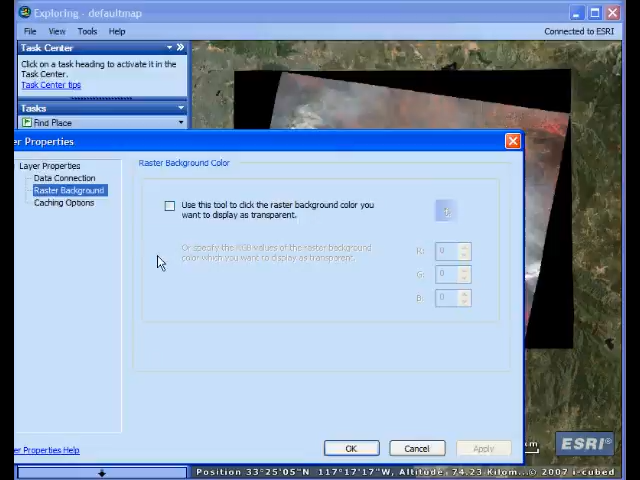 Exploring - defaultmap
File View Tools Help Connected to ESRI
Task Center
Click on a task heading to activate it in the
Task Center.
Task Center tips
Tasks
Find Place
er Properties
Layer Properties
Data Connection
Raster Background
Caching Options
Raster Background Color
Use this tool to click the raster background color you
want to display as transparent.
Or specify the RGB values of the raster background
color which you want to display as transparent.
R: 0
G: 0
B: 0
er Properties Help
OK Cancel Apply
m
ESRI®
Position 33°25'05"N 117°17'17"W, Altitude: 74.23 Kilom...© 2007 i-cubed